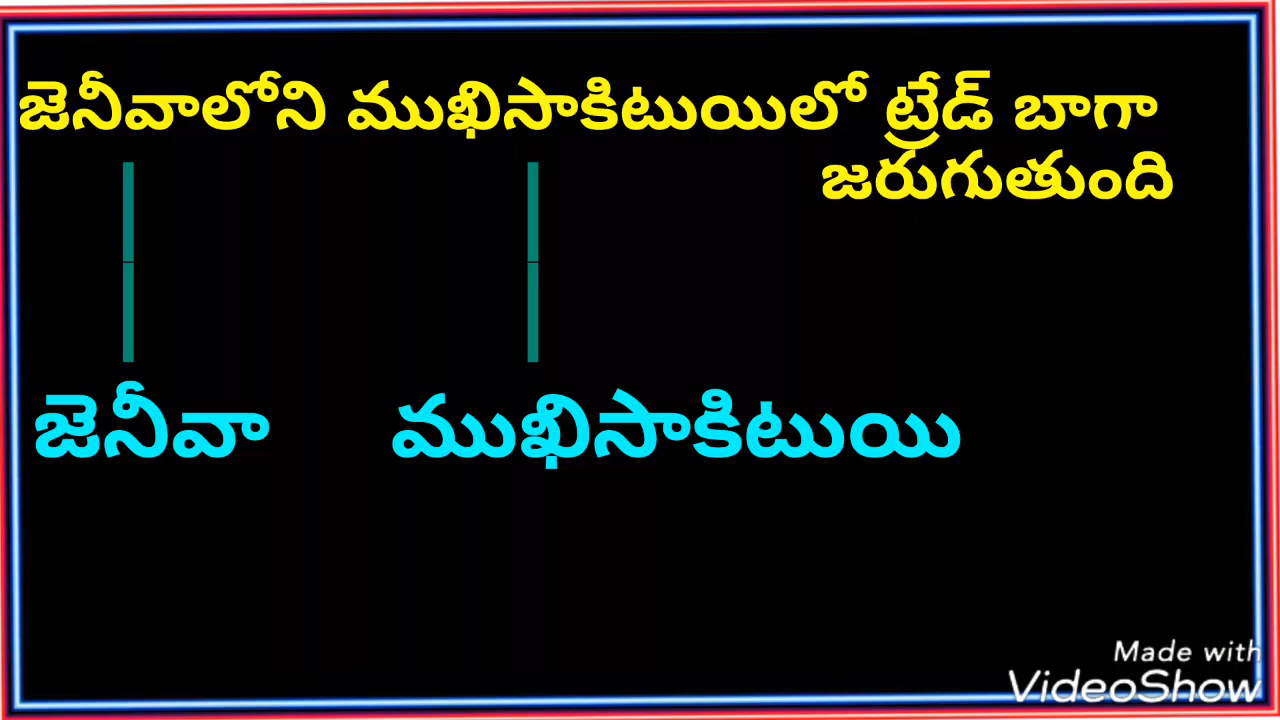 జెనీవాలోని ముఖిసాకిటుయిలో ట్రేడ్ బాగా
జరుగుతుంది
జెనీవా ముఖిసాకిటుయి
Made with
VideoShow